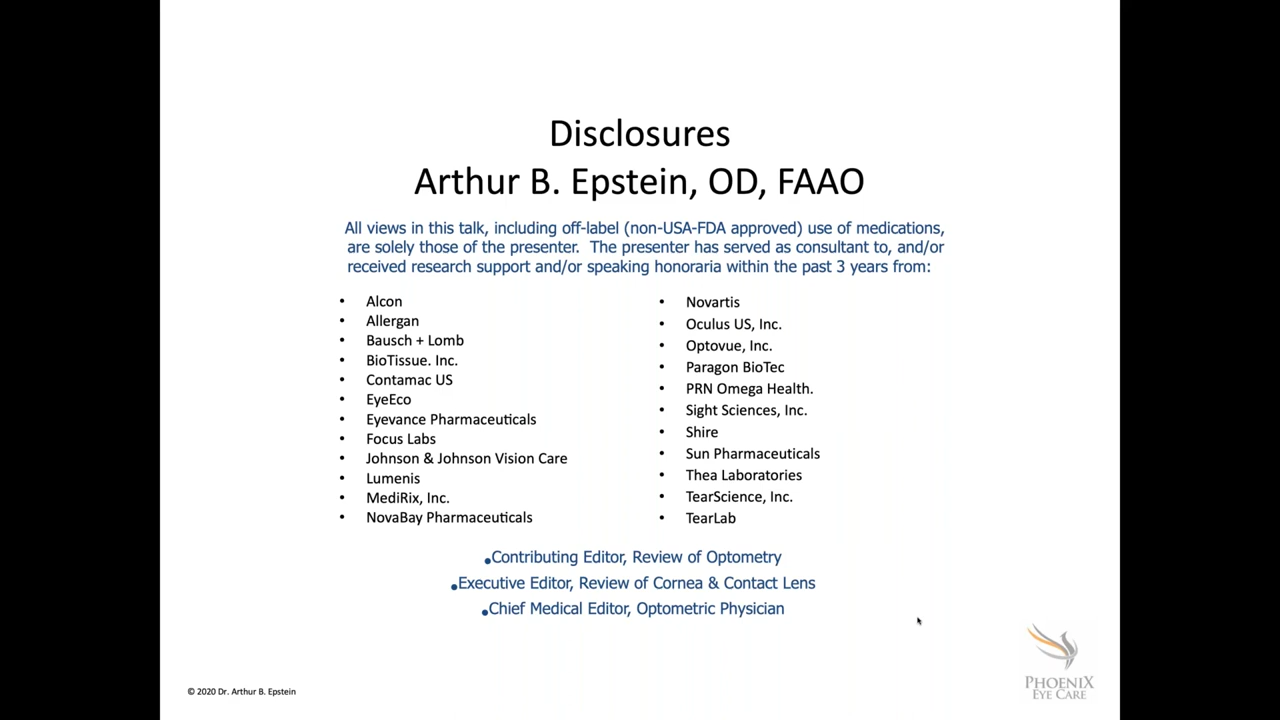 Disclosures
Arthur B. Epstein, OD, FAAO
All views in this talk, including off-label (non-USA-FDA approved) use of medications,
are solely those of the presenter. The presenter has served as consultant to, and/or
received research support and/or speaking honoraria within the past 3 years from:
• Alcon
• Allergan
• Bausch + Lomb
• BioTissue. Inc.
• Contamac US
• EyeEco
• Eyevance Pharmaceuticals
• Focus Labs
• Johnson & Johnson Vision Care
• Lumenis
• MediRix, Inc.
• NovaBay Pharmaceuticals
• Novartis
• Oculus US, Inc.
• Optovue, Inc.
• Paragon BioTec
• PRN Omega Health.
• Sight Sciences, Inc.
• Shire
• Sun Pharmaceuticals
• Thea Laboratories
• TearScience, Inc.
• TearLab
•Contributing Editor, Review of Optometry
•Executive Editor, Review of Cornea & Contact Lens
•Chief Medical Editor, Optometric Physician
© 2020 Dr. Arthur B. Epstein
PHOENIX
EYE CARE